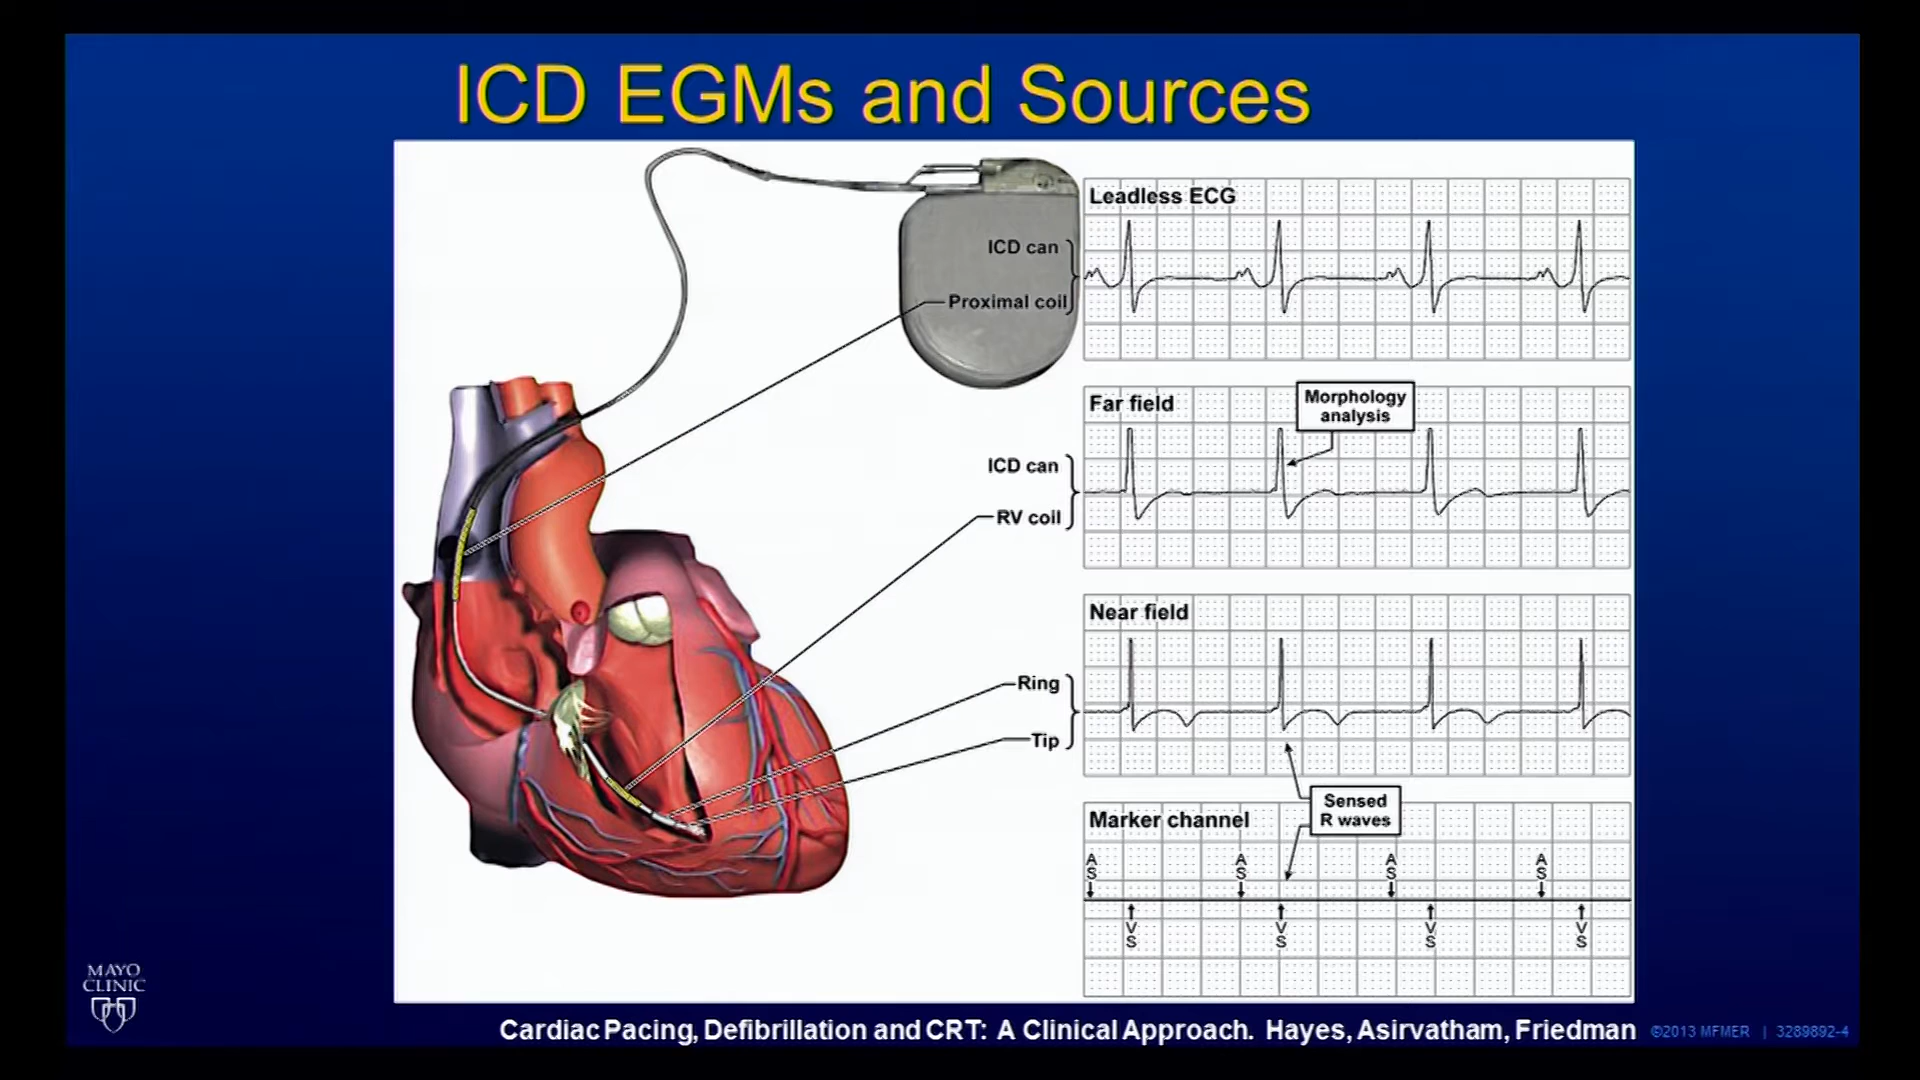 ICD EGMs and Sources
Leadless ECG
ICD can
Proximal coil
Far field
Morphology
analysis
ICD can
RV coil
Near field
Ring
Tip
Sensed
R waves
Marker channel
A
S
A
S
A
S
A
S
V
S
V
S
V
S
V
S
MAYO
CLINIC
Cardiac Pacing, Defibrillation and CRT: A Clinical Approach. Hayes, Asirvatham, Friedman
©2013 MFMER | 3289892-4